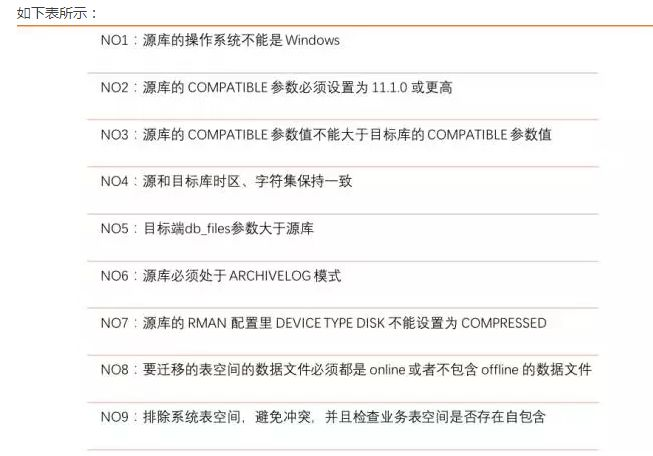 如下表所示：
NO1：源库的操作系统不能是 Windows
NO2：源库的 COMPATIBLE 参数必须设置为 11.1.0 或更高
NO3：源库的 COMPATIBLE 参数值不能大于目标库的 COMPATIBLE 参数值
NO4：源和目标库时区、字符集保持一致
NO5：目标端db_files参数大于源库
NO6：源库必须处于 ARCHIVELOG 模式
NO7：源库的 RMAN 配置里 DEVICE TYPE DISK 不能设置为 COMPRESSED
NO8：要迁移的表空间的数据文件必须都是 online 或者不包含 offline 的数据文件
NO9：排除系统表空间，避免冲突，并且检查业务表空间是否存在自包含